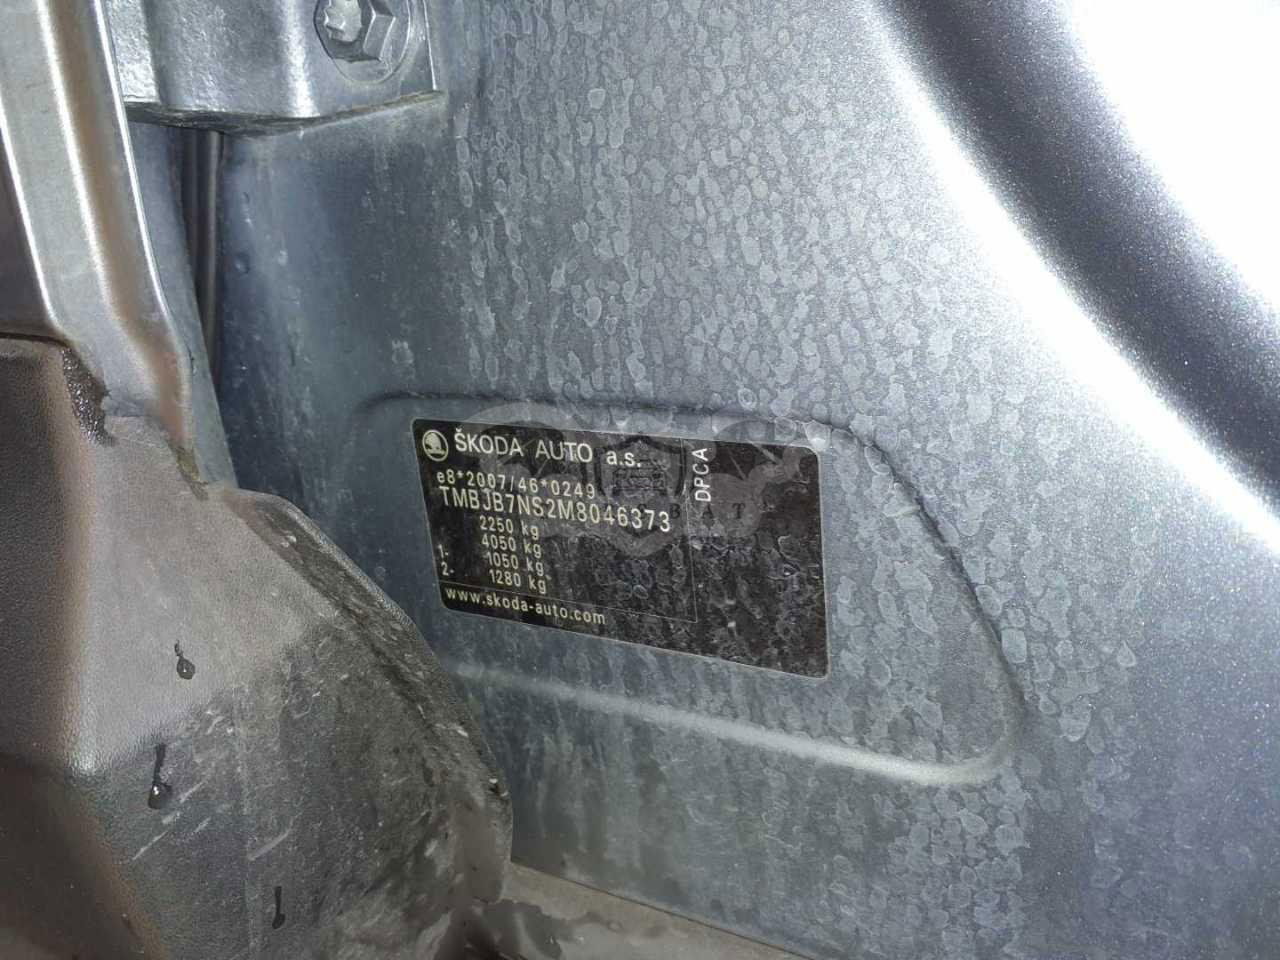 ŠKODA AUTO a.s.
e8*2007/46*0249
TMBJB7NS2M8046373
2250 kg
4050 kg
1- 1050 kg
2- 1280 kg
www.skoda-auto.com
DPCA